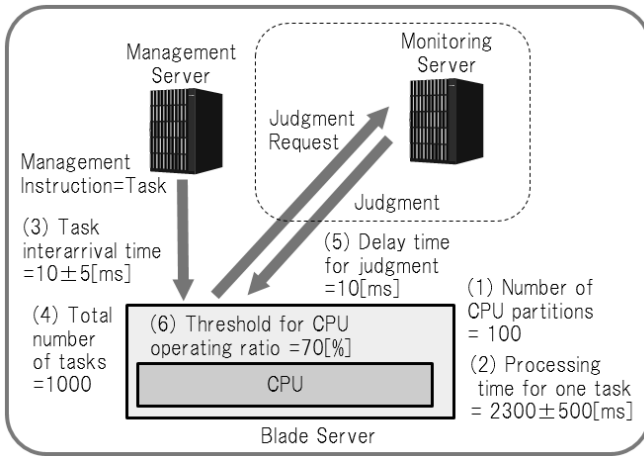 Management
Server
Monitoring
Server
Judgment
Request
Management
Instruction=Task
Judgment
(3) Task
interarrival time
=10±5[ms]
(5) Delay time
for judgment
=10[ms]
(4) Total
number
of tasks
=1000
(6) Threshold for CPU
operating ratio =70[%]
CPU
(1) Number of
CPU partitions
= 100
(2) Processing
time for one task
= 2300±500[ms]
Blade Server